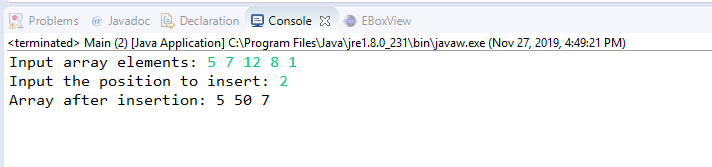 Problems @ Javadoc Declaration Console EBoxView
<terminated> Main (2) [Java Application] C:\Program Files\Java\jre1.8.0_231\bin\javaw.exe (Nov 27, 2019, 4:49:21 PM)
Input array elements: 5 7 12 8 1
Input the position to insert: 2
Array after insertion: 5 50 7